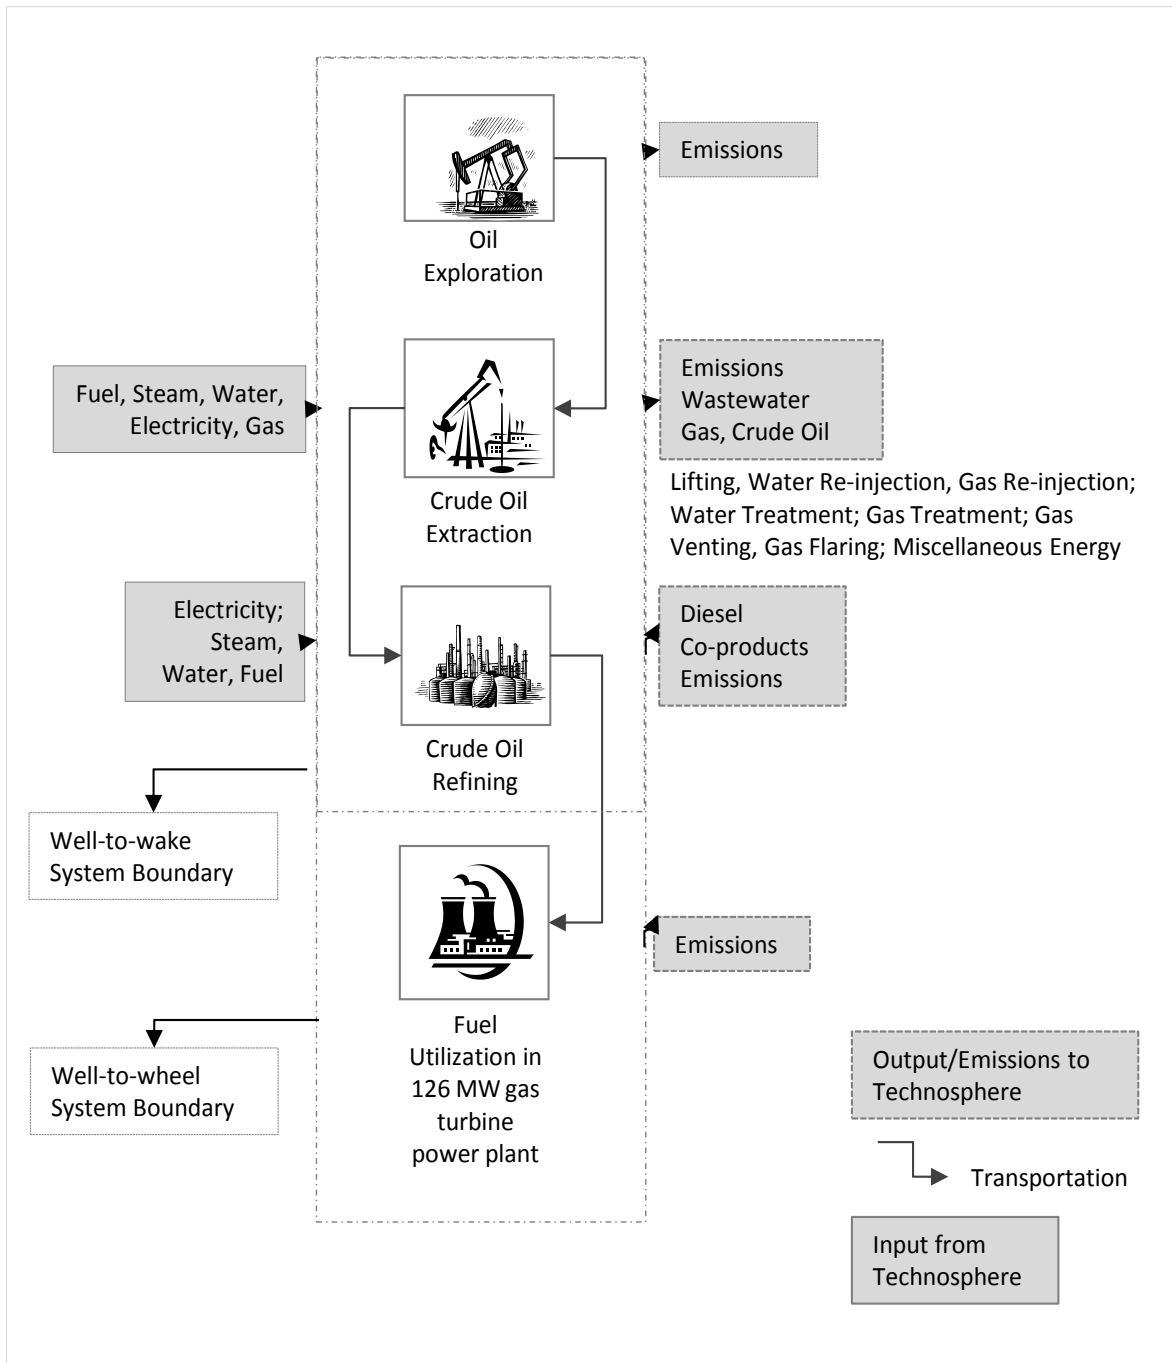 Emissions
Oil
Exploration
Fuel, Steam, Water,
Electricity, Gas
Emissions
Wastewater
Gas, Crude Oil
Crude Oil
Extraction
Lifting, Water Re-injection, Gas Re-injection;
Water Treatment; Gas Treatment; Gas
Venting, Gas Flaring; Miscellaneous Energy
Electricity;
Steam,
Water, Fuel
Diesel
Co-products
Emissions
Crude Oil
Refining
Well-to-wake
System Boundary
Emissions
Well-to-wheel
System Boundary
Fuel
Utilization in
126 MW gas
turbine
power plant
Output/Emissions to
Technosphere
Transportation
Input from
Technosphere